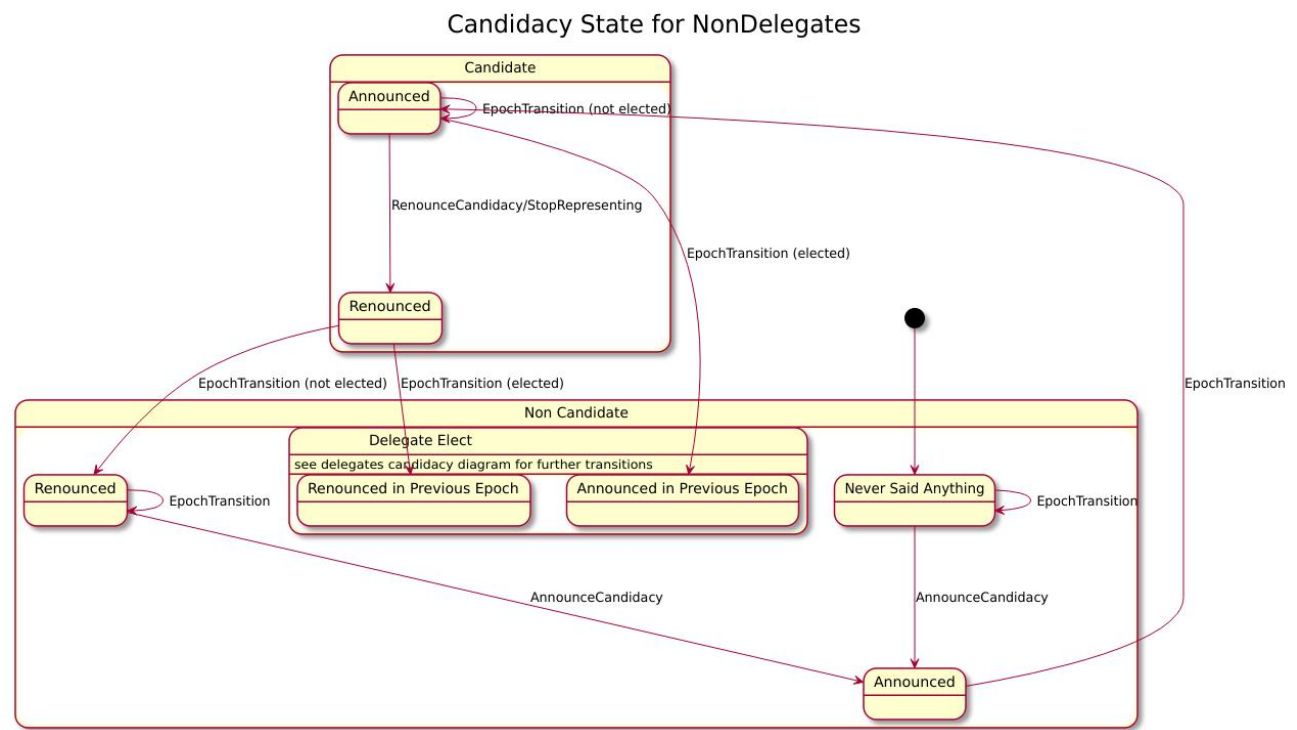 Candidacy State for NonDelegates
Candidate
Announced
EpochTransition (not elected)
RenounceCandidacy/StopRepresenting
EpochTransition (elected)
Renounced
EpochTransition (not elected)
EpochTransition (elected)
EpochTransition
Non Candidate
Delegate Elect
see delegates candidacy diagram for further transitions
Renounced
EpochTransition
Renounced in Previous Epoch
Announced in Previous Epoch
Never Said Anything
EpochTransition
AnnounceCandidacy
AnnounceCandidacy
Announced